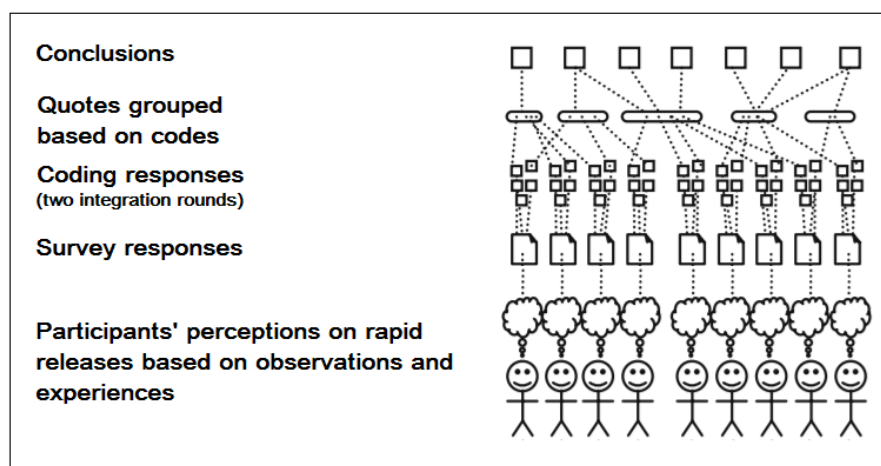 Conclusions
Quotes grouped
based on codes
Coding responses
(two integration rounds)
Survey responses
Participants' perceptions on rapid
releases based on observations and
experiences